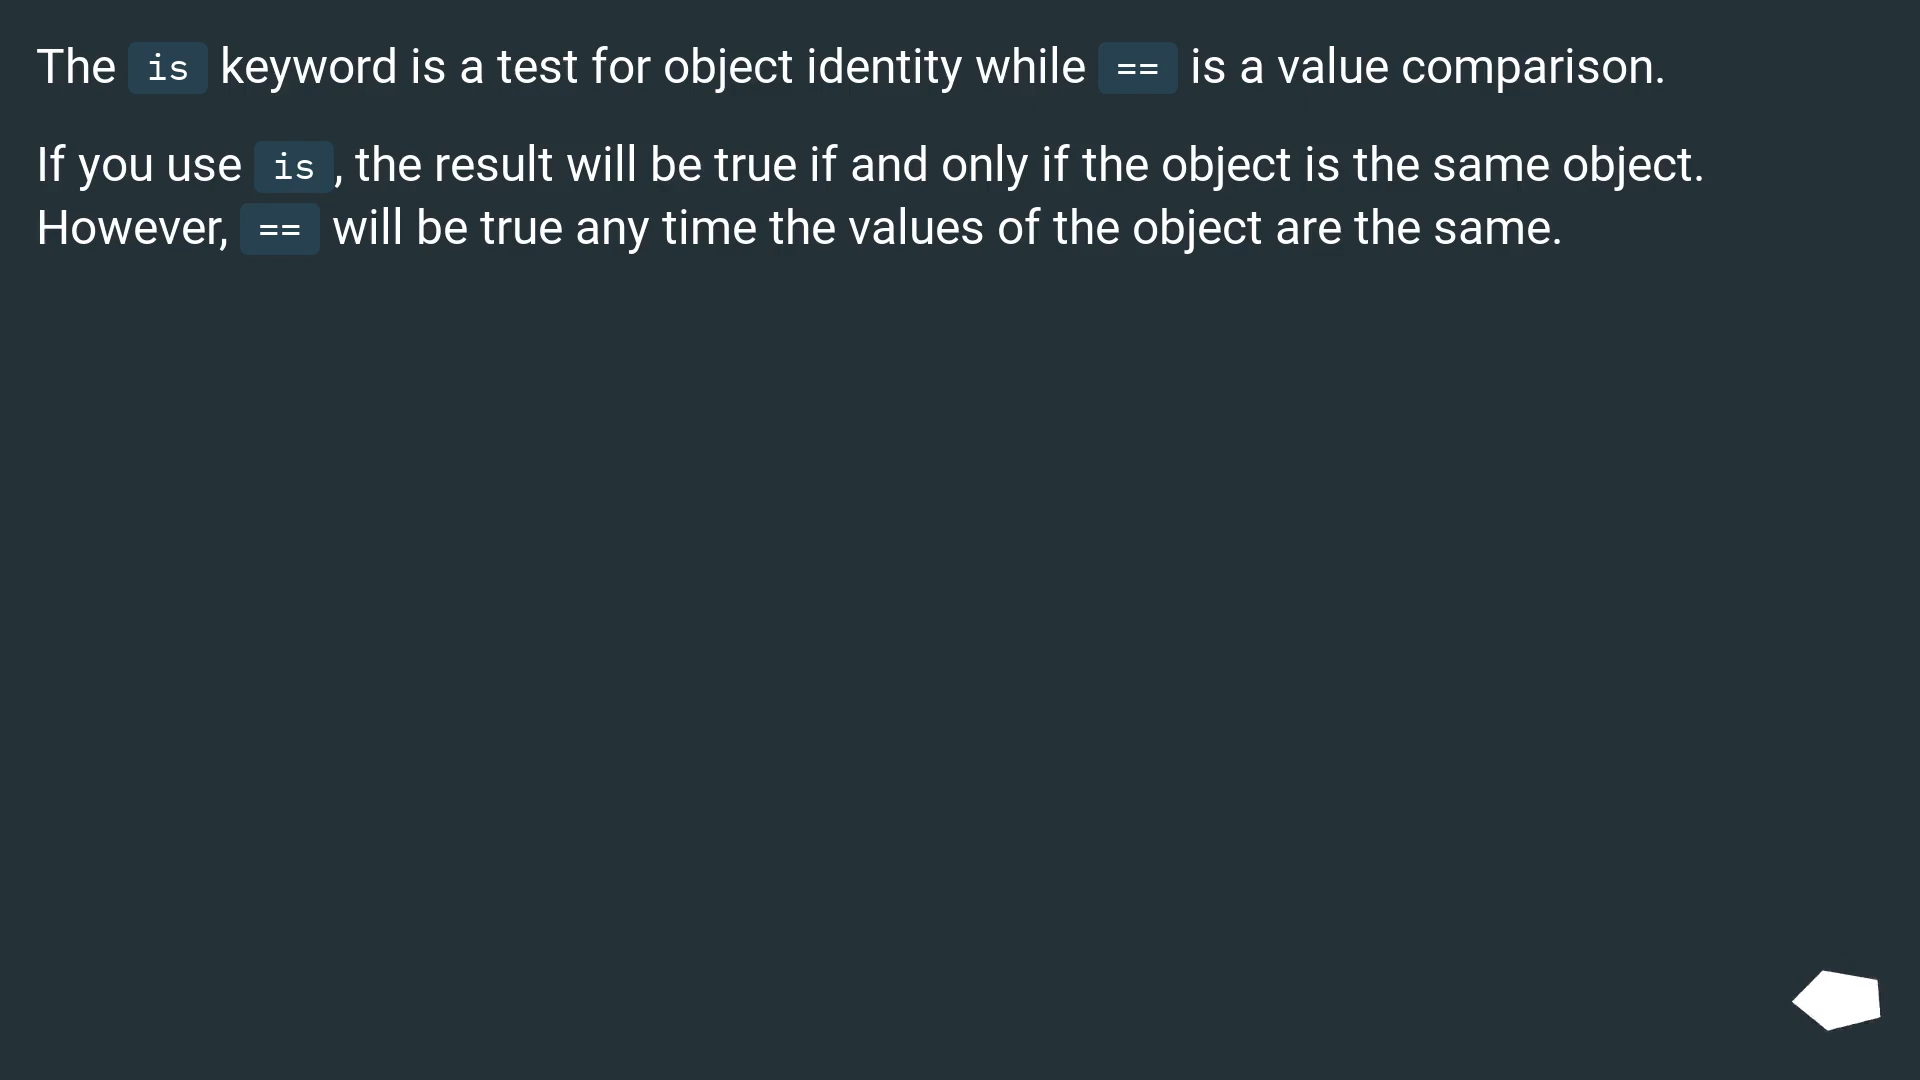 The is keyword is a test for object identity while == is a value comparison.
If you use is, the result will be true if and only if the object is the same object.
However, == will be true any time the values of the object are the same.